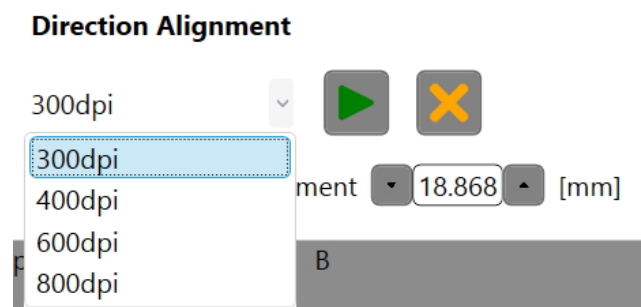 Direction Alignment
300dpi
300dpi
400dpi
ment 18.868 [mm]
600dpi
B
800dpi